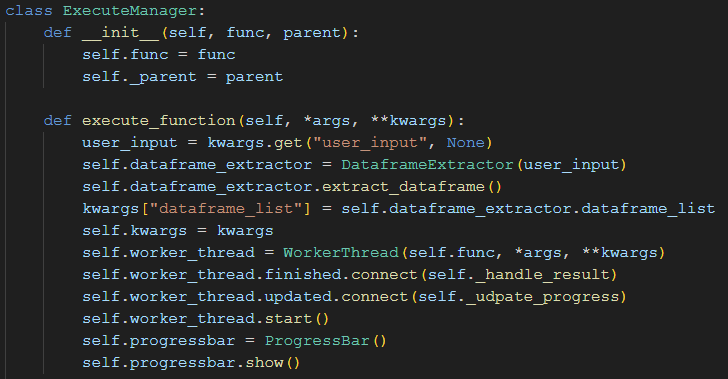 class ExecuteManager:
    def __init__(self, func, parent):
        self.func = func
        self._parent = parent

    def execute_function(self, *args, **kwargs):
        user_input = kwargs.get("user_input", None)
        self.dataframe_extractor = DataframeExtractor(user_input)
        self.dataframe_extractor.extract_dataframe()
        kwargs["dataframe_list"] = self.dataframe_extractor.dataframe_list
        self.kwargs = kwargs
        self.worker_thread = WorkerThread(self.func, *args, **kwargs)
        self.worker_thread.finished.connect(self._handle_result)
        self.worker_thread.updated.connect(self._udpate_progress)
        self.worker_thread.start()
        self.progressbar = ProgressBar()
        self.progressbar.show()